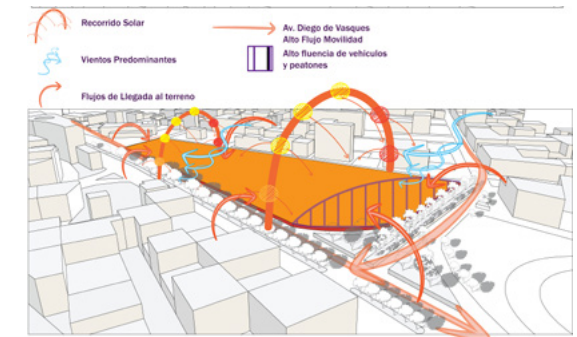 Recorrido Solar
Vientos Predominantes
Flujos de Llegada al terreno
Av. Diego de Vasques
Alto Flujo Movilidad
Alto fluencia de vehículos
y peatones